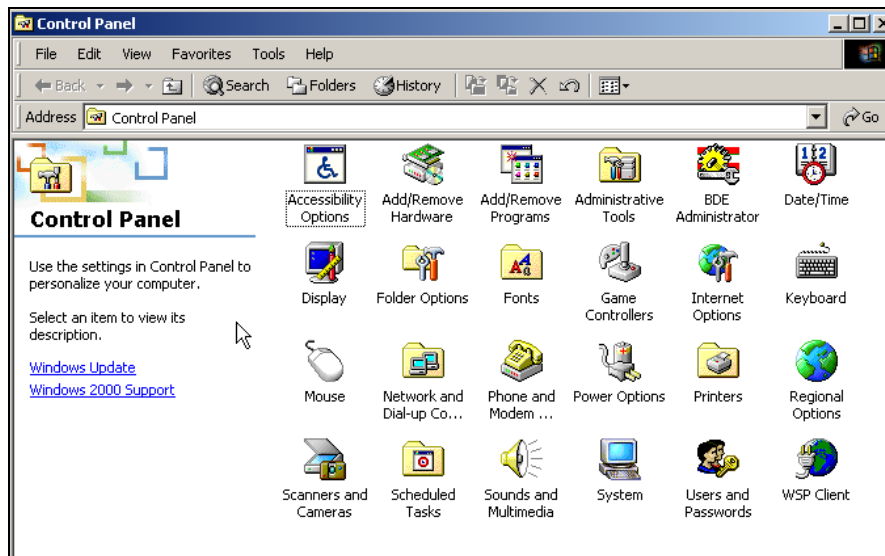 Control Panel
File Edit View Favorites Tools Help
Back Search Folders History
Address Control Panel Go
Control Panel
Use the settings in Control Panel to
personalize your computer.
Select an item to view its
description.
Windows Update
Windows 2000 Support
Accessibility
Options
Add/Remove
Hardware
Add/Remove
Programs
Administrative
Tools
BDE
Administrator
Date/Time
Display
Folder Options
Fonts
Game
Controllers
Internet
Options
Keyboard
Mouse
Network and
Dial-up Co...
Phone and
Modem ...
Power Options
Printers
Regional
Options
Scanners and
Cameras
Scheduled
Tasks
Sounds and
Multimedia
System
Users and
Passwords
WSP Client